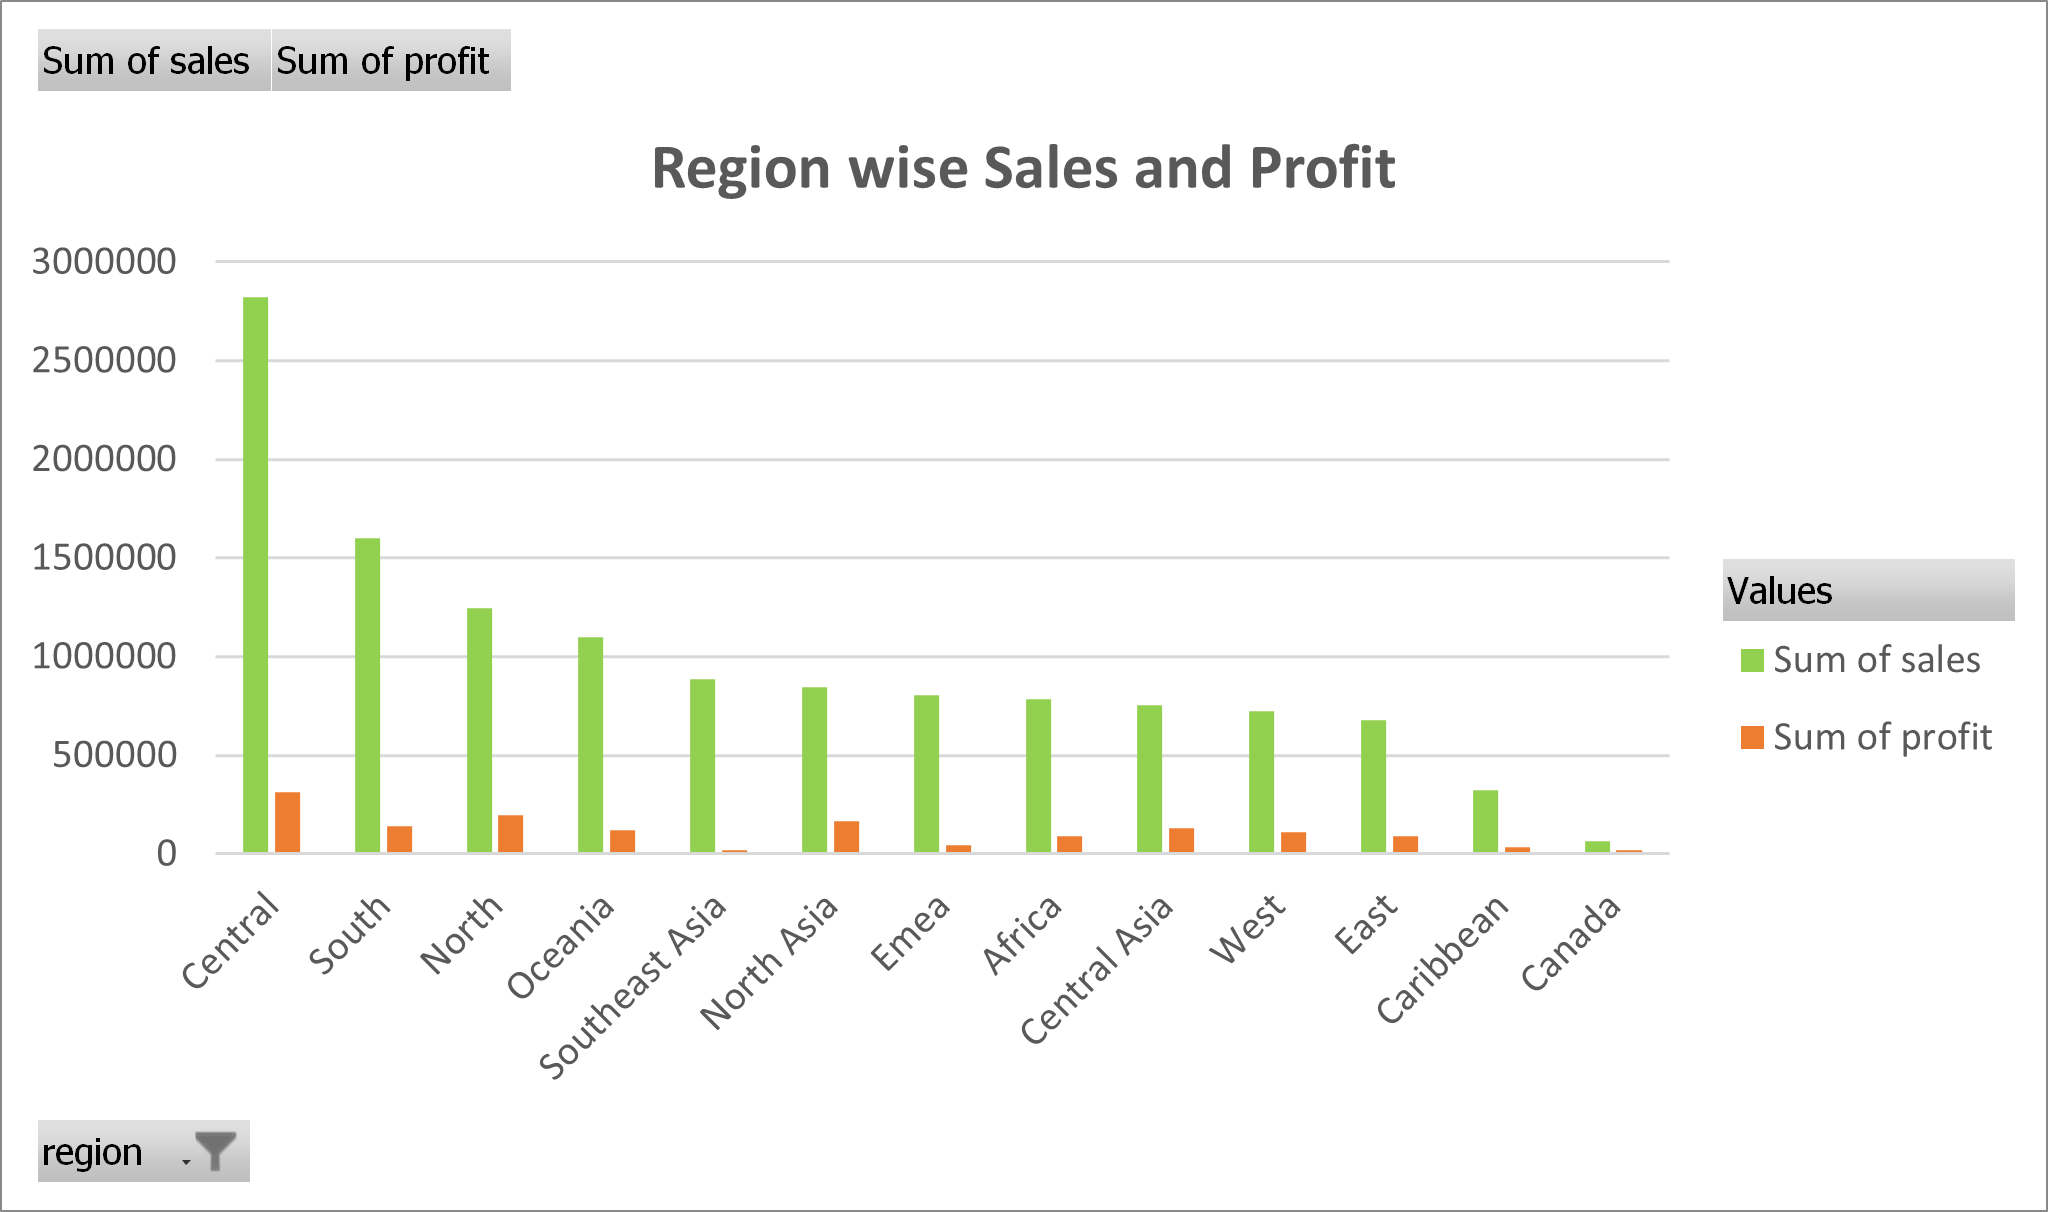 Sum of sales Sum of profit
Region wise Sales and Profit
3000000
2500000
2000000
1500000
1000000
500000
0
Central
South
North
Oceania
Southeast Asia
North Asia
Emea
Africa
Central Asia
West
East
Caribbean
Canada
Values
Sum of sales
Sum of profit
region